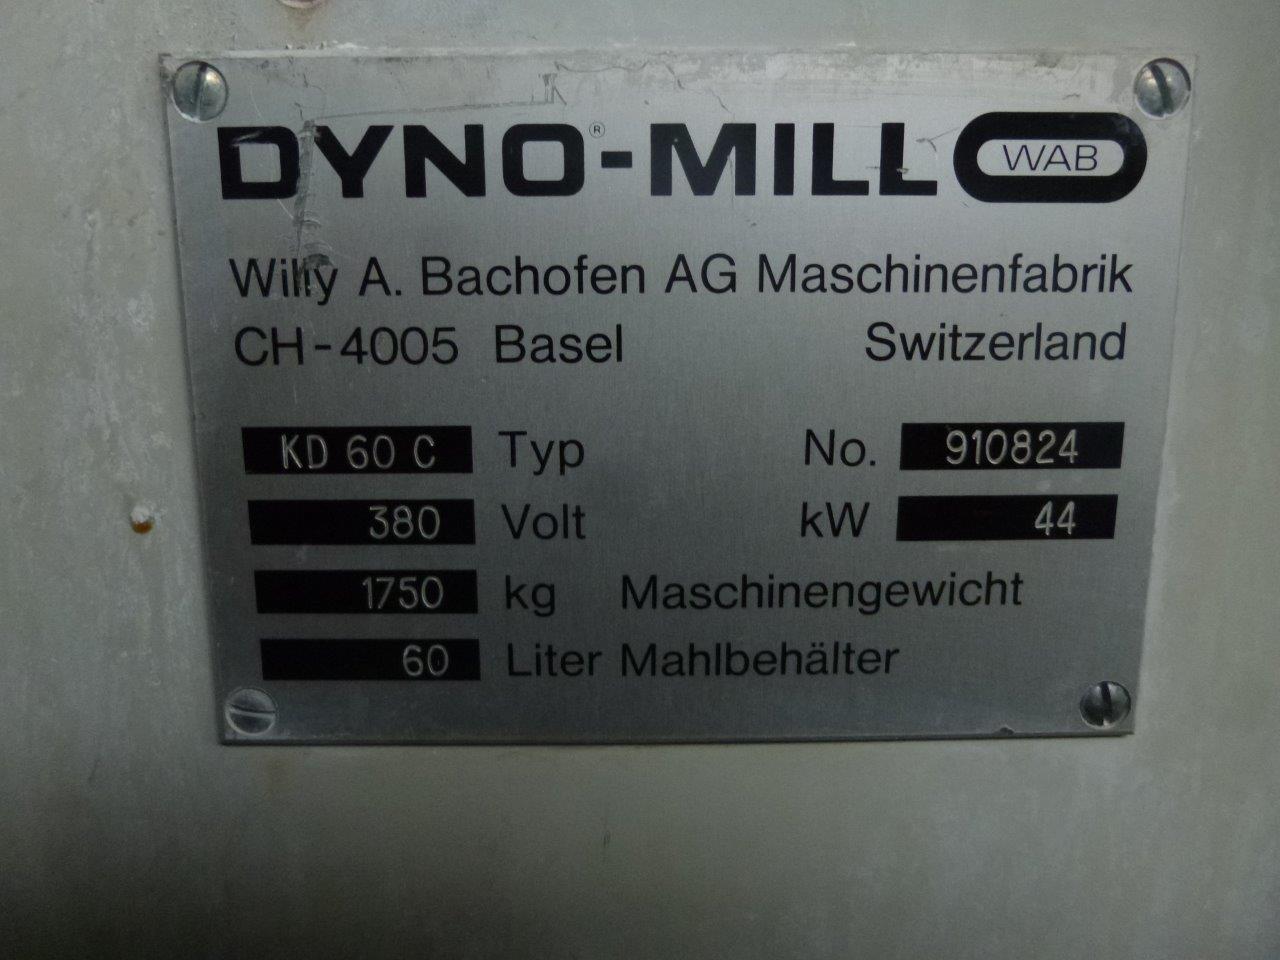 DYNO®-MILL WAB
Willy A. Bachofen AG Maschinenfabrik
CH-4005 Basel Switzerland
KD 60 C Typ No. 910824
380 Volt kW 44
1750 kg Maschinengewicht
60 Liter Mahlbehälter